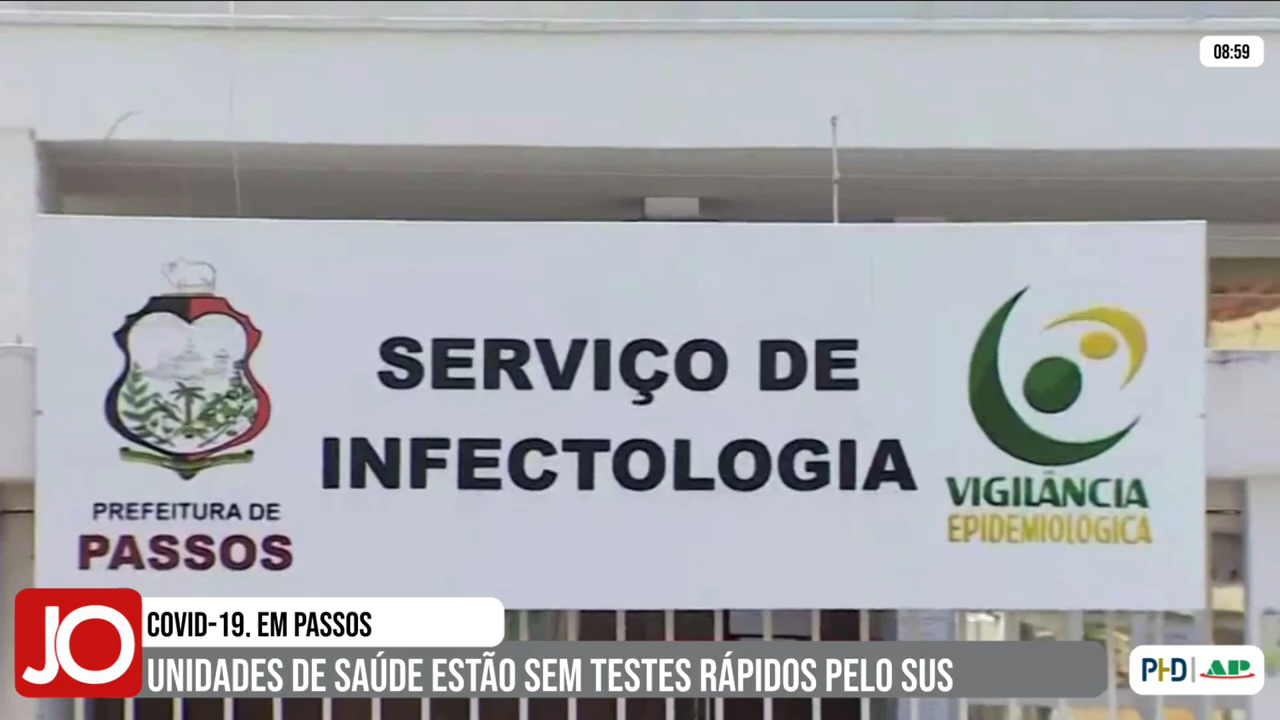 08:59
SERVIÇO DE
INFECTOLOGIA
PREFEITURA DE
PASSOS
VIGILÂNCIA
EPIDEMIOLOGICA
JO
COVID-19. EM PASSOS
UNIDADES DE SAÚDE ESTÃO SEM TESTES RÁPIDOS PELO SUS
PHD | AP